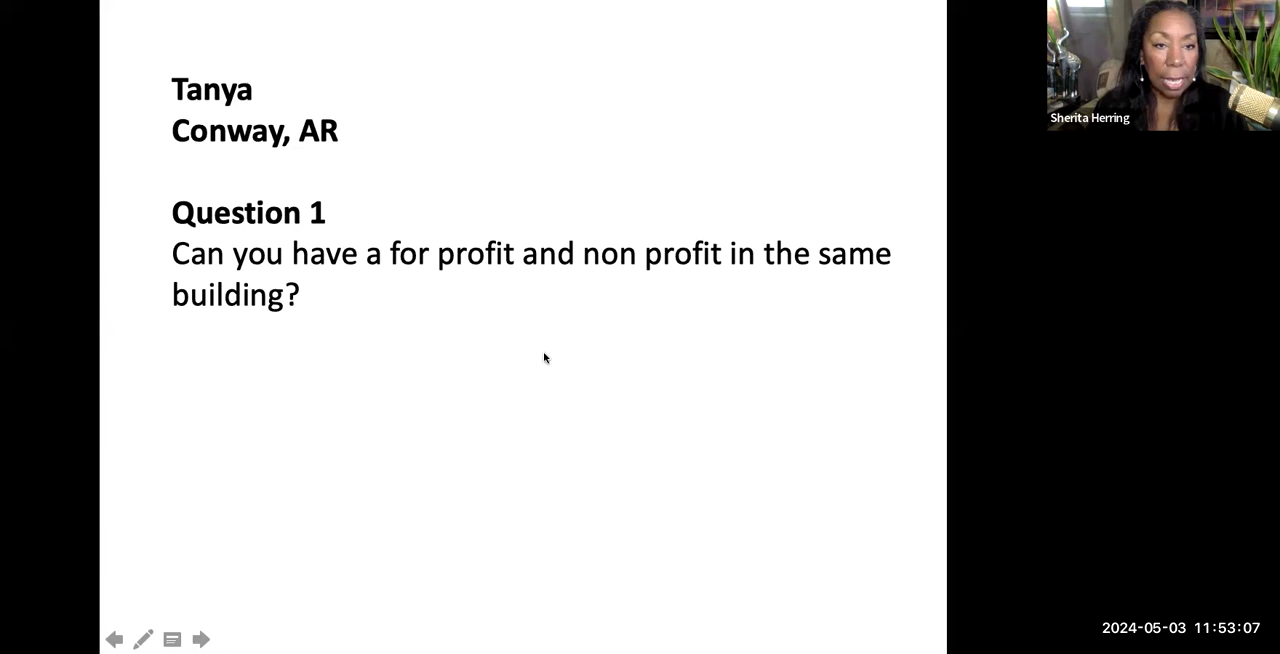 Tanya
Conway, AR
Question 1
Can you have a for profit and non profit in the same
building?
Sherita Herring
2024-05-03 11:53:07